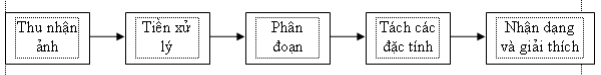 Thu nhận
ảnh
Tiền xử
lý
Phân
đoạn
Tách các
đặc tính
Nhận dạng
và giải thích